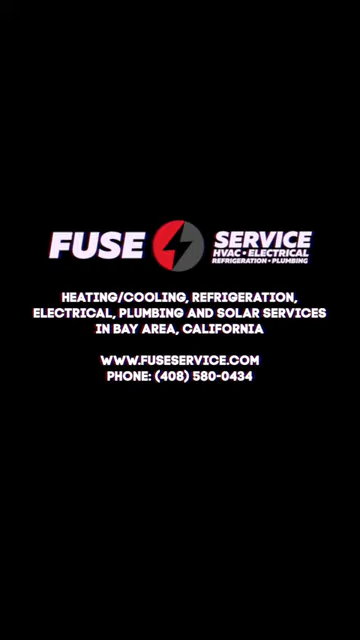 FUSE SERVICE
HVAC • ELECTRICAL
REFRIGERATION • PLUMBING
HEATING/COOLING, REFRIGERATION,
ELECTRICAL, PLUMBING AND SOLAR SERVICES
IN BAY AREA, CALIFORNIA
WWW.FUSESERVICE.COM
PHONE: (408) 580-0434